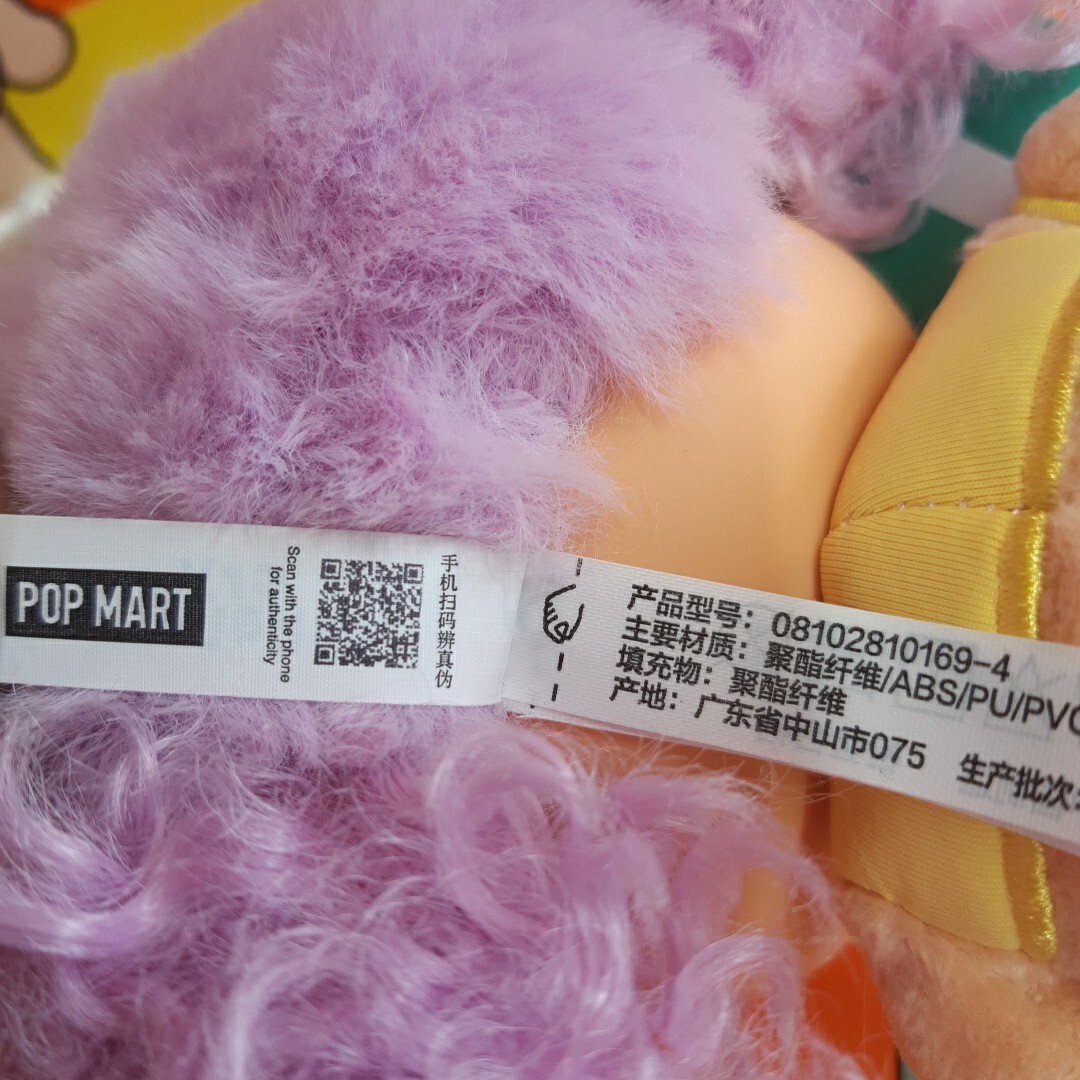 POP MART
Scan with the phone
for authenticity
手机扫码辨真伪
产品型号：08102810169-4
主要材质：聚酯纤维/ABS/PU/PVC
填充物：聚酯纤维
产地：广东省中山市075 生产批次: